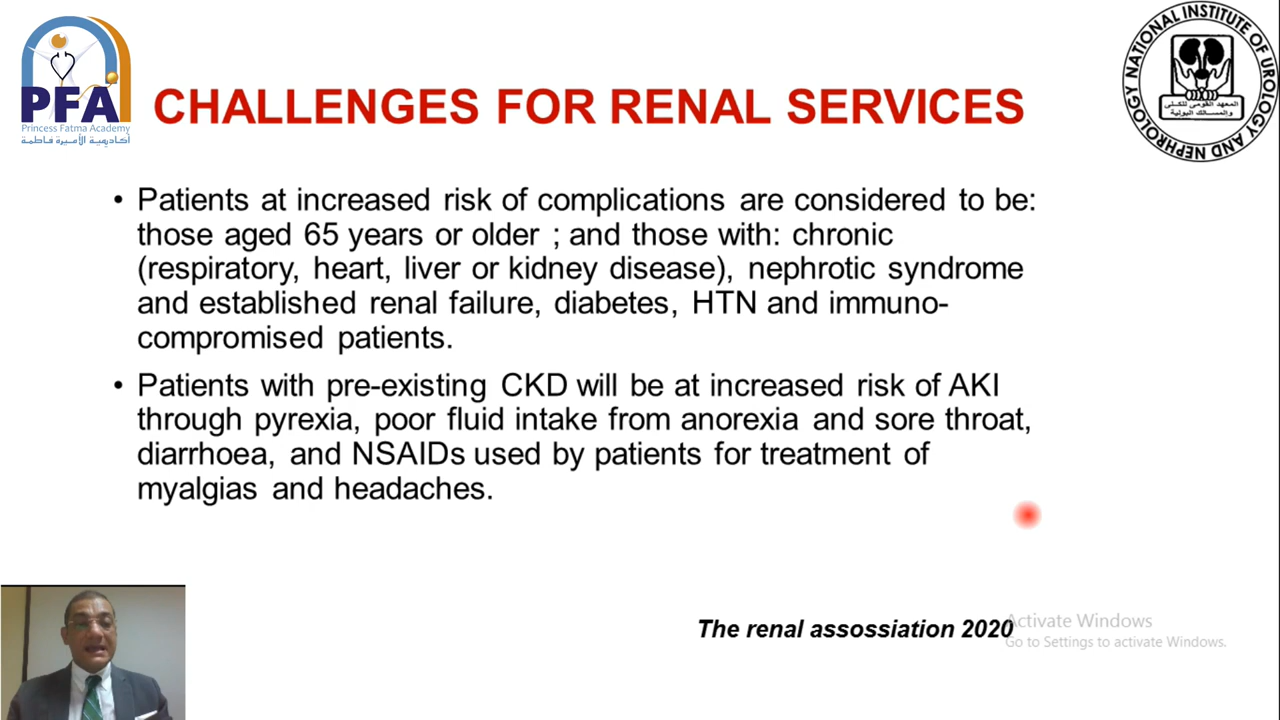 PFA
Princess Fatma Academy
أكاديمية الأميرة فاطمة
CHALLENGES FOR RENAL SERVICES
NATIONAL INSTITUTE OF UROLOGY AND NEPHROLOGY
المعهد القومى للكلى
والمسالك البولية
• Patients at increased risk of complications are considered to be:
those aged 65 years or older ; and those with: chronic
(respiratory, heart, liver or kidney disease), nephrotic syndrome
and established renal failure, diabetes, HTN and immuno-
compromised patients.
• Patients with pre-existing CKD will be at increased risk of AKI
through pyrexia, poor fluid intake from anorexia and sore throat,
diarrhoea, and NSAIDs used by patients for treatment of
myalgias and headaches.
The renal assossiation 2020
Activate Windows
Go to Settings to activate Windows.